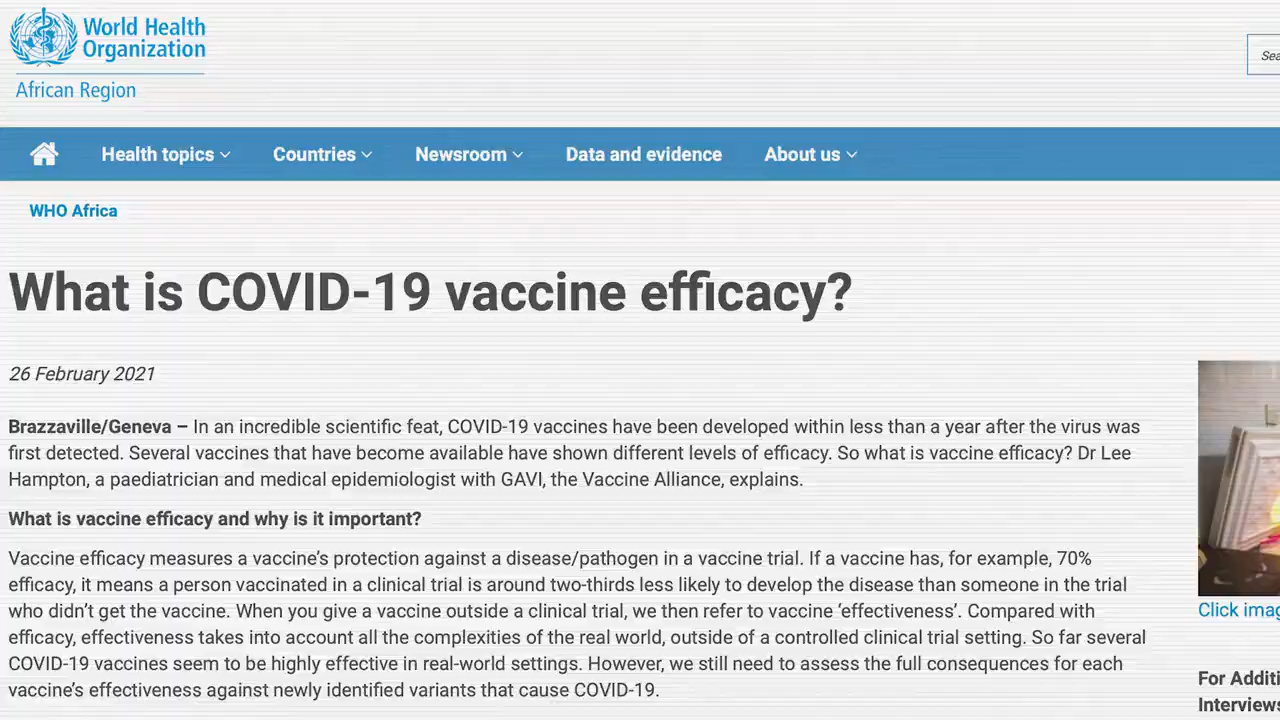 World Health
Organization
African Region
Health topics
Countries
Newsroom
Data and evidence
About us
WHO Africa
What is COVID-19 vaccine efficacy?
26 February 2021
Brazzaville/Geneva – In an incredible scientific feat, COVID-19 vaccines have been developed within less than a year after the virus was
first detected. Several vaccines that have become available have shown different levels of efficacy. So what is vaccine efficacy? Dr Lee
Hampton, a paediatrician and medical epidemiologist with GAVI, the Vaccine Alliance, explains.
What is vaccine efficacy and why is it important?
Vaccine efficacy measures a vaccine’s protection against a disease/pathogen in a vaccine trial. If a vaccine has, for example, 70%
efficacy, it means a person vaccinated in a clinical trial is around two-thirds less likely to develop the disease than someone in the trial
who didn’t get the vaccine. When you give a vaccine outside a clinical trial, we then refer to vaccine ‘effectiveness’. Compared with
efficacy, effectiveness takes into account all the complexities of the real world, outside of a controlled clinical trial setting. So far several
COVID-19 vaccines seem to be highly effective in real-world settings. However, we still need to assess the full consequences for each
vaccine’s effectiveness against newly identified variants that cause COVID-19.
Click
For
Interviews